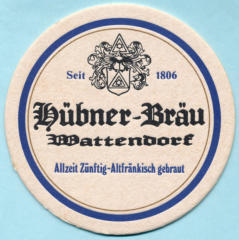 Seit 1806
Hübner-Bräu
Wattendorf
Allzeit Zünftig-Altfränkisch gebraut